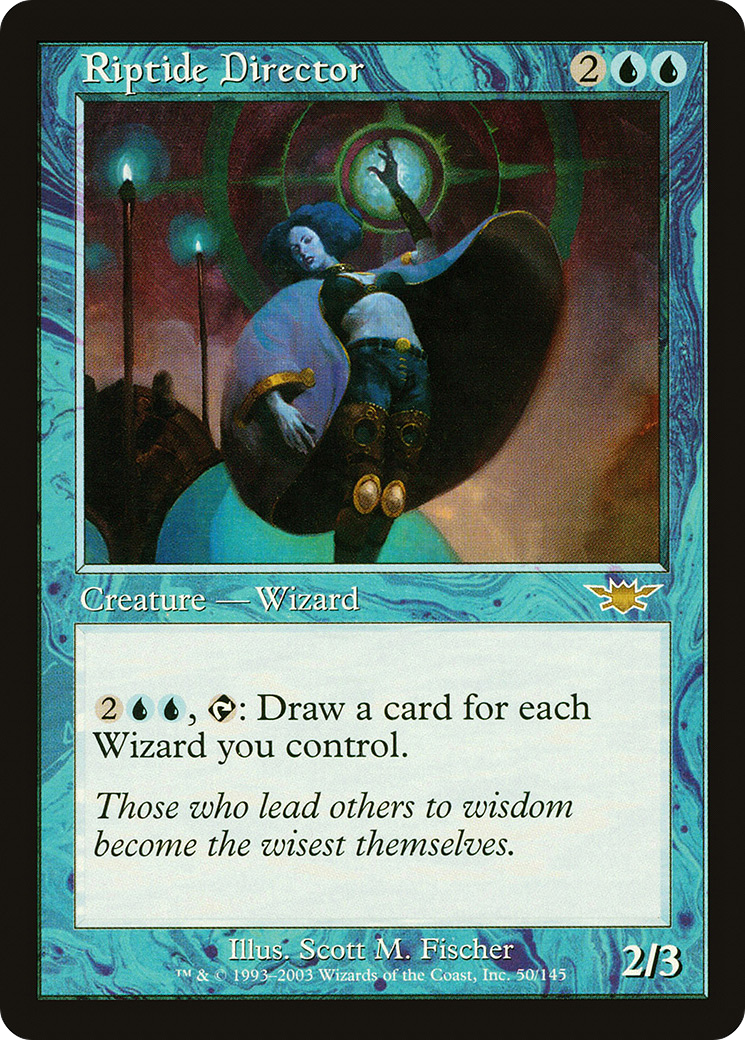 Riptide Director 2
Creature — Wizard
2, : Draw a card for each
Wizard you control.
Those who lead others to wisdom
become the wisest themselves.
Illus. Scott M. Fischer
™ & © 1993–2003 Wizards of the Coast, Inc. 50/145
2/3